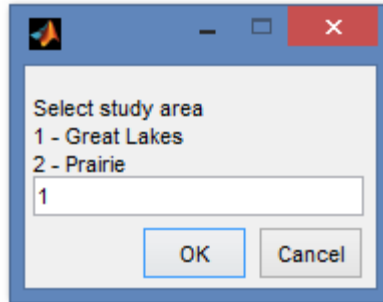 Select study area
1 - Great Lakes
2 - Prairie
1
OK
Cancel